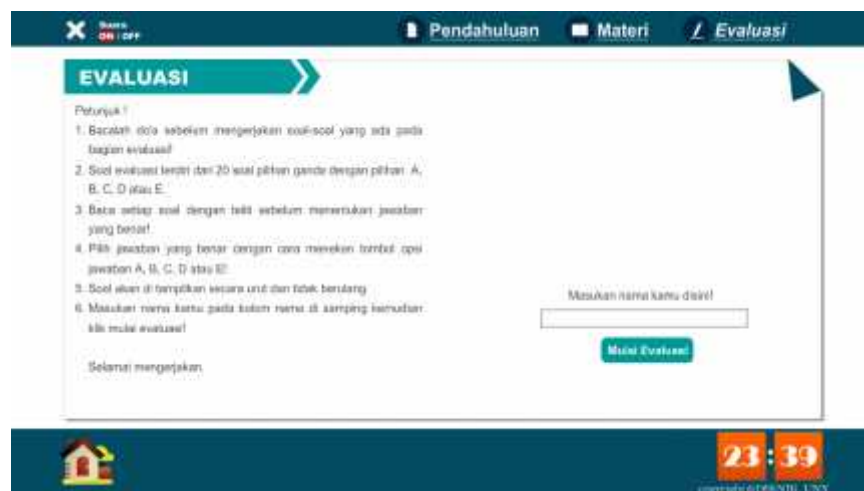 Suara
ON / OFF
Pendahuluan
Materi
Evaluasi
EVALUASI
Petunjuk !
1. Bacalah do'a sebelum mengerjakan soal-soal yang ada pada
bagian evaluasi!
2. Soal evaluasi terdiri dari 20 soal pilihan ganda dengan pilihan A,
B, C, D atau E.
3. Baca setiap soal dengan teliti sebelum menentukan jawaban
yang benar!
4. Pilih jawaban yang benar dengan cara menekan tombol opsi
jawaban A, B, C, D atau E!
5. Soal akan di tampilkan secara urut dan tidak berulang
6. Masukan nama kamu pada kolom nama di samping kemudian
klik mulai evaluasi!
Selamat mengerjakan.
Masukan nama kamu disini!
Mulai Evaluasi
23:39
UNY